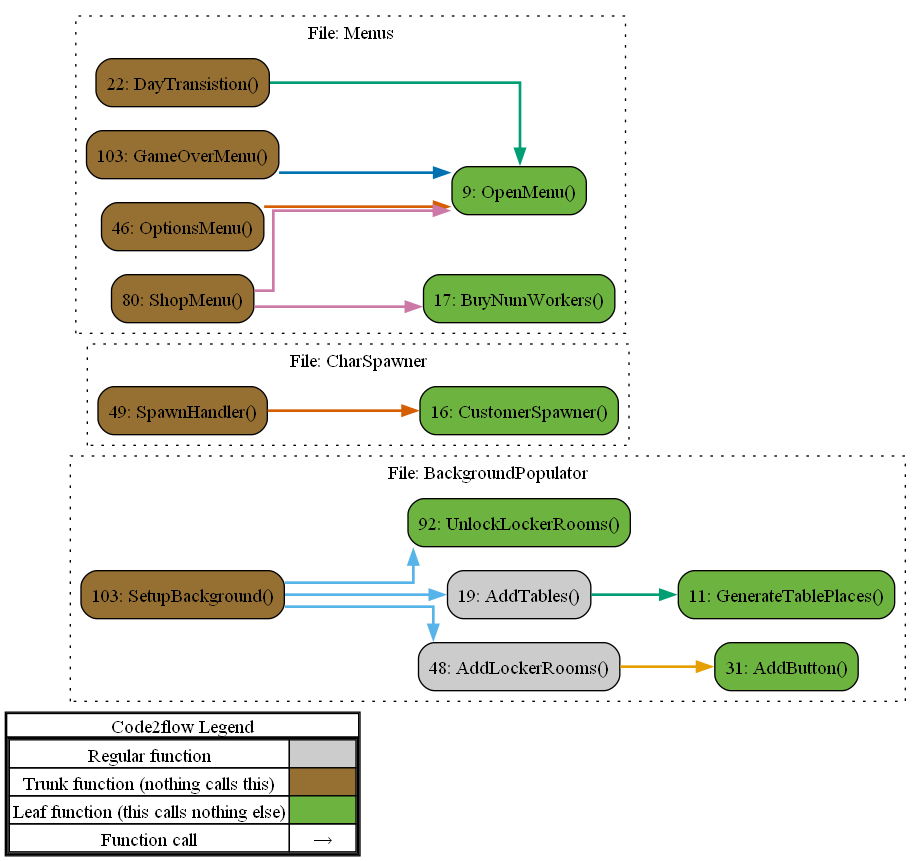 File: Menus
22: DayTransistion()
103: GameOverMenu()
9: OpenMenu()
46: OptionsMenu()
80: ShopMenu()
17: BuyNumWorkers()
File: CharSpawner
49: SpawnHandler()
16: CustomerSpawner()
File: BackgroundPopulator
92: UnlockLockerRooms()
103: SetupBackground()
19: AddTables()
11: GenerateTablePlaces()
48: AddLockerRooms()
31: AddButton()
Code2flow Legend
Regular function
Trunk function (nothing calls this)
Leaf function (this calls nothing else)
Function call →